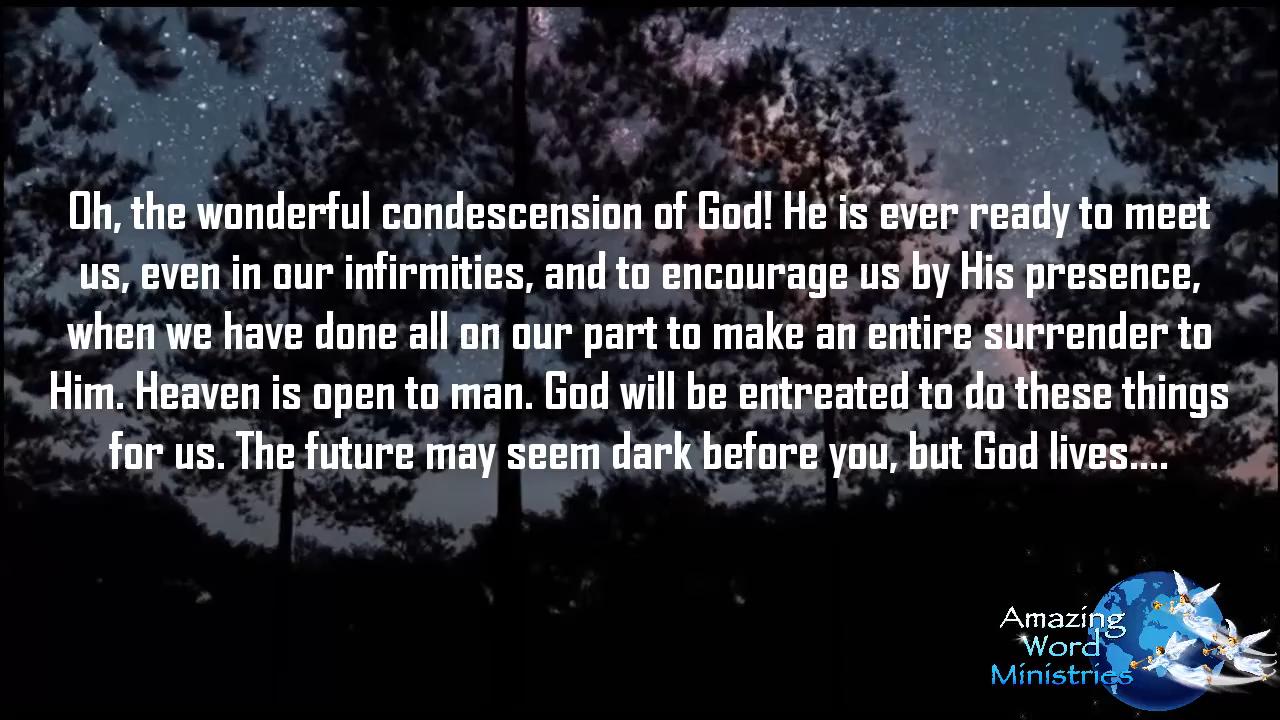 Oh, the wonderful condescension of God! He is ever ready to meet
us, even in our infirmities, and to encourage us by His presence,
when we have done all on our part to make an entire surrender to
Him. Heaven is open to man. God will be entreated to do these things
for us. The future may seem dark before you, but God lives....
Amazing
Word
Ministries